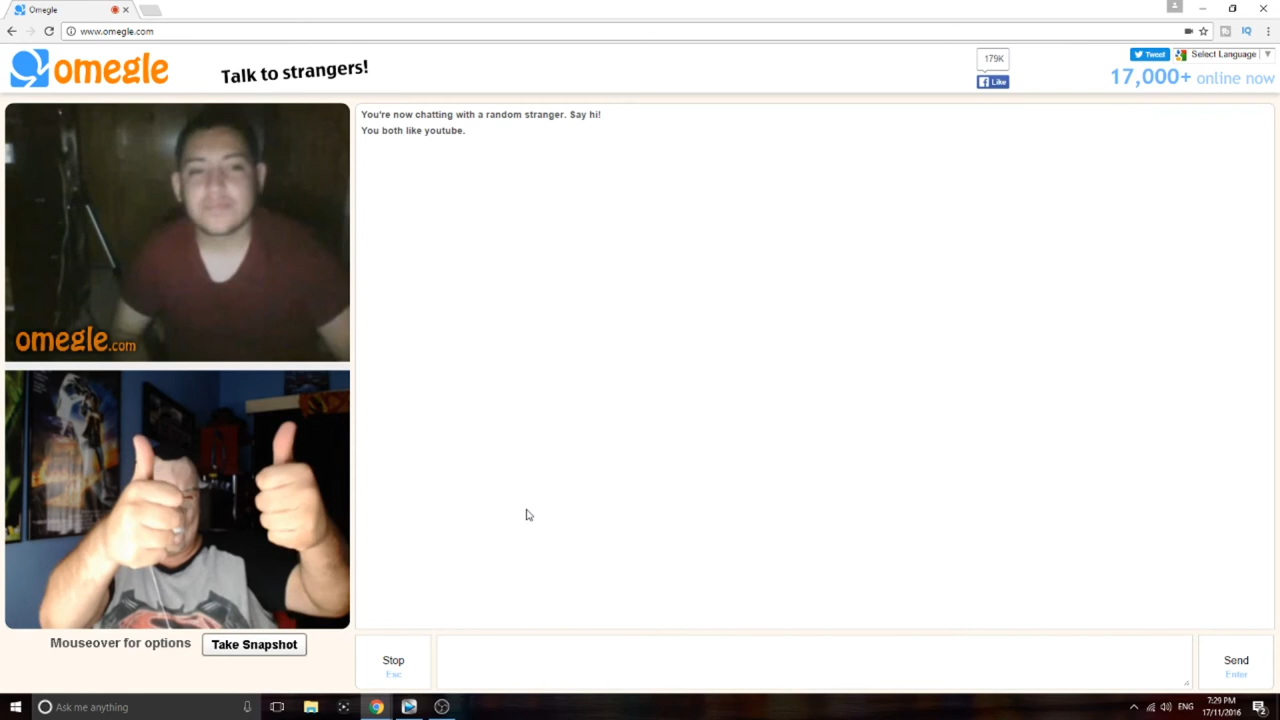 Omegle
www.omegle.com
omegle
Talk to strangers!
179K
Like
Tweet
Select Language
17,000+ online now
omegle.com
You're now chatting with a random stranger. Say hi!
You both like youtube.
Mouseover for options
Take Snapshot
Stop
Esc
Send
Enter
Ask me anything
ENG
7:29 PM
17/11/2016
2